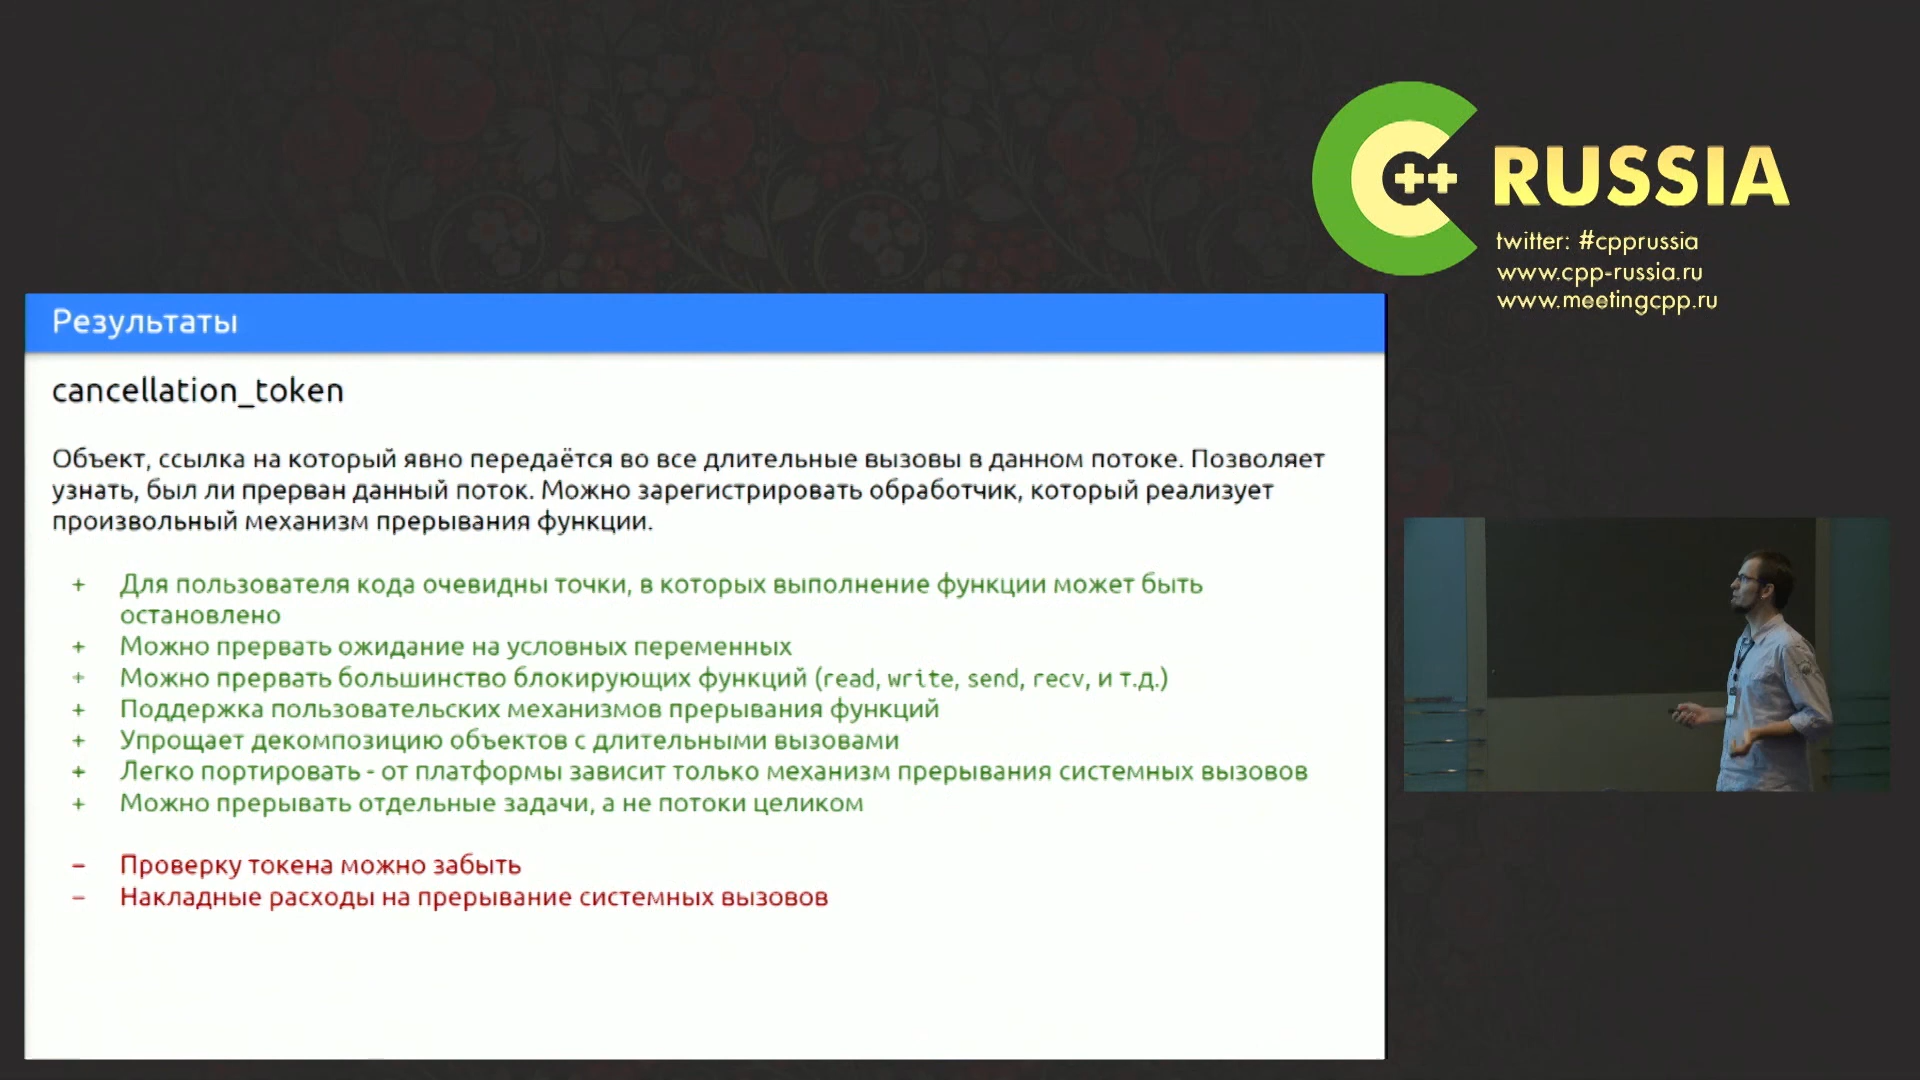 C++ RUSSIA
twitter: #cpprussia
www.cpp-russia.ru
www.meetingcpp.ru
Результаты
cancellation_token
Объект, ссылка на который явно передаётся во все длительные вызовы в данном потоке. Позволяет
узнать, был ли прерван данный поток. Можно зарегистрировать обработчик, который реализует
произвольный механизм прерывания функции.
+ Для пользователя кода очевидны точки, в которых выполнение функции может быть
остановлено
+ Можно прервать ожидание на условных переменных
+ Можно прервать большинство блокирующих функций (read, write, send, recv, и т.д.)
+ Поддержка пользовательских механизмов прерывания функций
+ Упрощает декомпозицию объектов с длительными вызовами
+ Легко портировать - от платформы зависит только механизм прерывания системных вызовов
+ Можно прерывать отдельные задачи, а не потоки целиком
− Проверку токена можно забыть
− Накладные расходы на прерывание системных вызовов